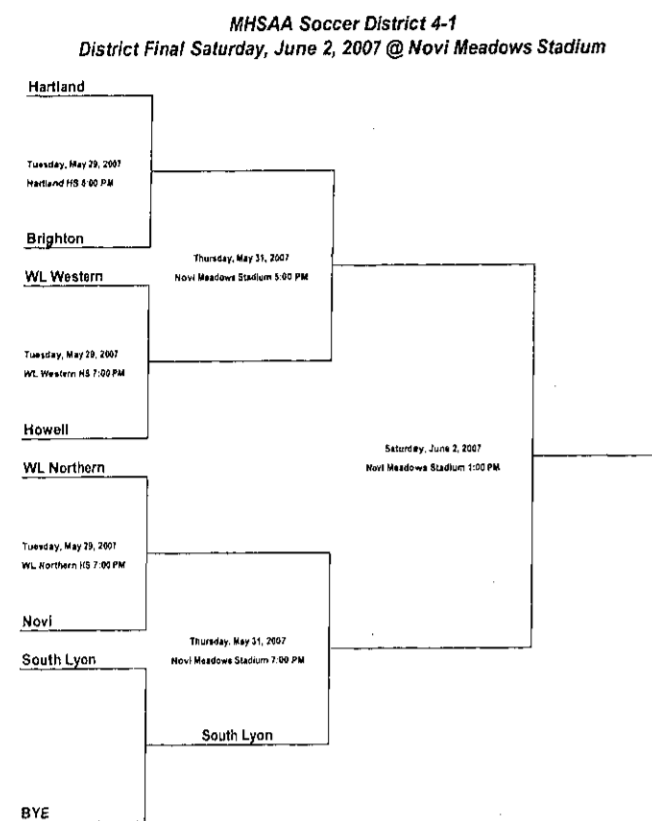 MHSAA Soccer District 4-1
District Final Saturday, June 2, 2007 @ Novi Meadows Stadium
Hartland
Tuesday, May 29, 2007
Hartland HS 6:00 PM
Brighton
Thursday, May 31, 2007
Novi Meadows Stadium 5:00 PM
WL Western
Tuesday, May 29, 2007
WL Western HS 7:00 PM
Howell
Saturday, June 2, 2007
Novi Meadows Stadium 1:00 PM
WL Northern
Tuesday, May 29, 2007
WL Northern HS 7:00 PM
Novi
Thursday, May 31, 2007
Novi Meadows Stadium 7:00 PM
South Lyon
South Lyon
BYE